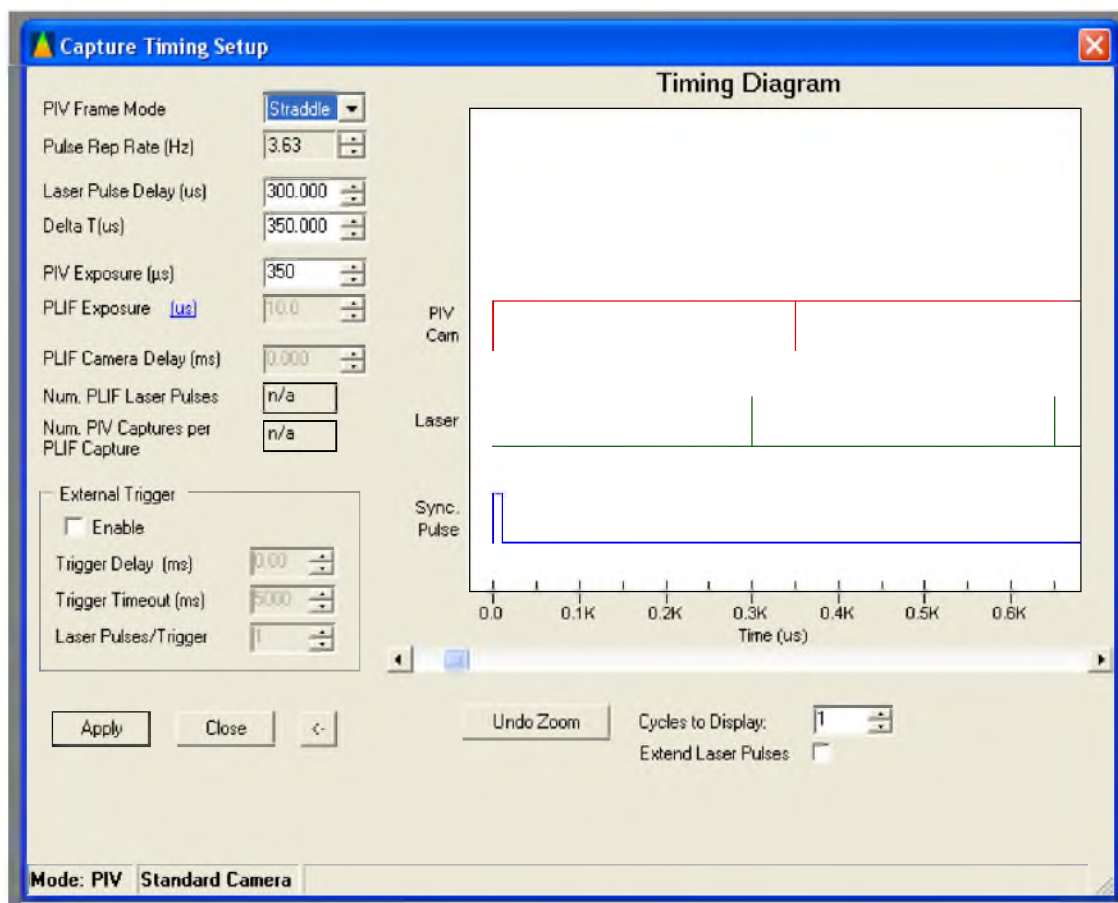 Capture Timing Setup
PIV Frame Mode
Straddle
Pulse Rep Rate (Hz)
3.63
Laser Pulse Delay (us)
300.000
Delta T(us)
350.000
PIV Exposure (µs)
350
PLIF Exposure (us)
10.0
PLIF Camera Delay (ms)
0.000
Num. PLIF Laser Pulses
n/a
Num. PIV Captures per
PLIF Capture
n/a
External Trigger
Enable
Trigger Delay (ms)
0.00
Trigger Timeout (ms)
5000
Laser Pulses/Trigger
1
Apply
Close
<-
Timing Diagram
PIV
Cam
Laser
Sync.
Pulse
0.0 0.1K 0.2K 0.3K 0.4K 0.5K 0.6K
Time (us)
Undo Zoom
Cycles to Display:
1
Extend Laser Pulses
Mode: PIV
Standard Camera